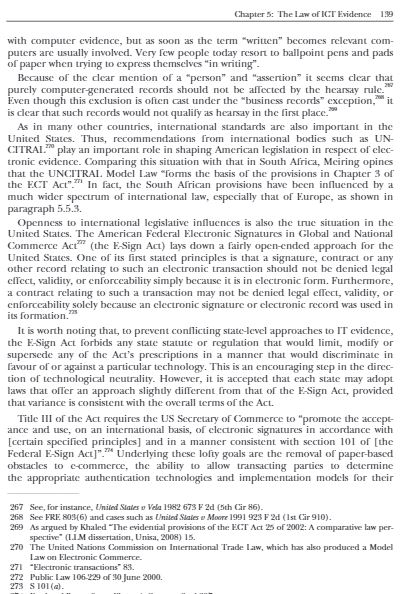 Chapter 5: The Law of ICT Evidence 139
with computer evidence, but as soon as the term “written” becomes relevant com-
puters are usually involved. Very few people today resort to ballpoint pens and pads
of paper when trying to express themselves “in writing”.
Because of the clear mention of a “person” and “assertion” it seems clear that
purely computer-generated records should not be affected by the hearsay rule.267
Even though this exclusion is often cast under the “business records” exception,268 it
is clear that such records would not qualify as hearsay in the first place.269
As in many other countries, international standards are also important in the
United States. Thus, recommendations from international bodies such as UN-
CITRAL270 play an important role in shaping American legislation in respect of elec-
tronic evidence. Comparing this situation with that in South Africa, Meiring opines
that the UNCITRAL Model Law “forms the basis of the provisions in Chapter 3 of
the ECT Act”.271 In fact, the South African provisions have been influenced by a
much wider spectrum of international law, especially that of Europe, as shown in
paragraph 5.5.3.
Openness to international legislative influences is also the true situation in the
United States. The American Federal Electronic Signatures in Global and National
Commerce Act272 (the E-Sign Act) lays down a fairly open-ended approach for the
United States. One of its first stated principles is that a signature, contract or any
other record relating to such an electronic transaction should not be denied legal
effect, validity, or enforceability simply because it is in electronic form. Furthermore,
a contract relating to such a transaction may not be denied legal effect, validity, or
enforceability solely because an electronic signature or electronic record was used in
its formation.273
It is worth noting that, to prevent conflicting state-level approaches to IT evidence,
the E-Sign Act forbids any state statute or regulation that would limit, modify or
supersede any of the Act’s prescriptions in a manner that would discriminate in
favour of or against a particular technology. This is an encouraging step in the direc-
tion of technological neutrality. However, it is accepted that each state may adopt
laws that offer an approach slightly different from that of the E-Sign Act, provided
that variance is consistent with the overall terms of the Act.
Title III of the Act requires the US Secretary of Commerce to “promote the accept-
ance and use, on an international basis, of electronic signatures in accordance with
[certain specified principles] and in a manner consistent with section 101 of [the
Federal E-Sign Act]”.274 Underlying these lofty goals are the removal of paper-based
obstacles to e-commerce, the ability to allow transacting parties to determine
the appropriate authentication technologies and implementation models for their
267 See, for instance, United States v Vela 1982 673 F 2d (5th Cir 86).
268 See FRE 803(6) and cases such as United States v Moore 1991 923 F 2d (1st Cir 910).
269 As argued by Khaled “The evidential provisions of the ECT Act 25 of 2002: A comparative law per-
spective” (LLM dissertation, Unisa, 2008) 15.
270 The United Nations Commission on International Trade Law, which has also produced a Model
Law on Electronic Commerce.
271 “Electronic transactions” 83.
272 Public Law 106-229 of 30 June 2000.
273 S 101(a).